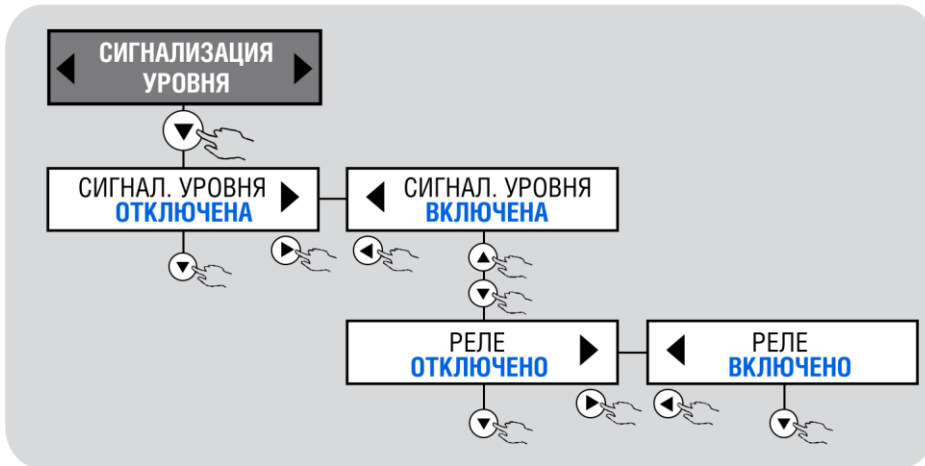 СИГНАЛИЗАЦИЯ
УРОВНЯ
СИГНАЛ. УРОВНЯ
ОТКЛЮЧЕНА
СИГНАЛ. УРОВНЯ
ВКЛЮЧЕНА
РЕЛЕ
ОТКЛЮЧЕНО
РЕЛЕ
ВКЛЮЧЕНО